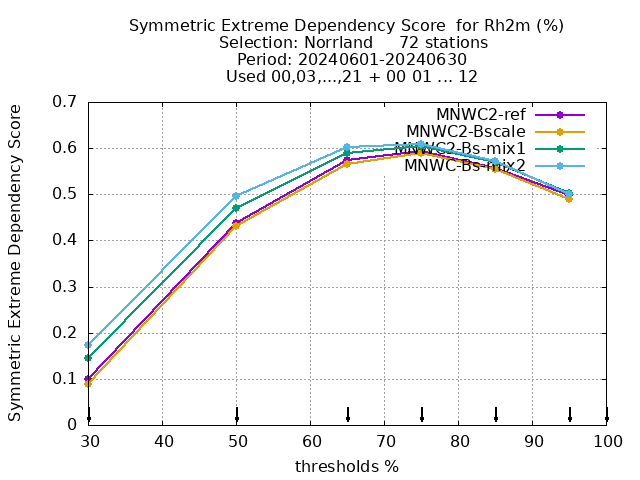 Symmetric Extreme Dependency Score  for Rh2m (%)
Selection: Norrland     72 stations
Period: 20240601-20240630
Used 00,03,...,21 + 00 01 ... 12
Symmetric Extreme Dependency Score
0.7
0.6
0.5
0.4
0.3
0.2
0.1
0
MNWC2-ref
MNWC2-Bscale
MNWC2-Bs-mix1
MNWC-Bs-mix2
30 40 50 60 70 80 90 100
thresholds %